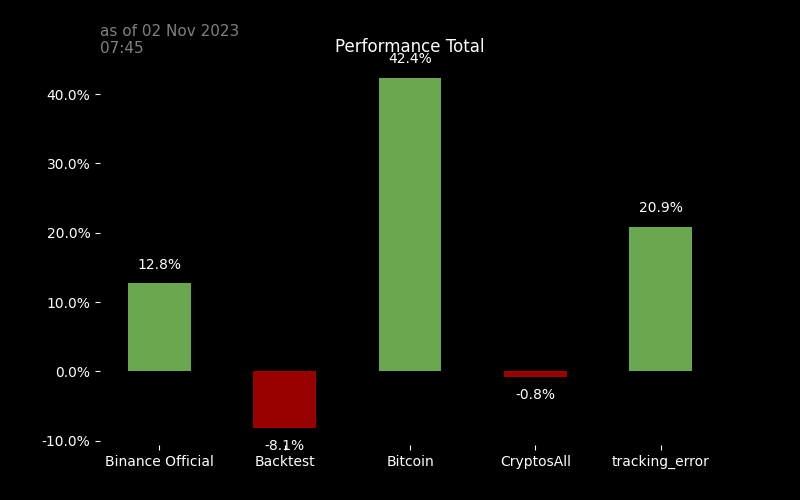 as of 02 Nov 2023
07:45
Performance Total
42.4%
40.0%
30.0%
20.9%
20.0%
12.8%
10.0%
0.0%
-0.8%
-10.0%
-8.1%
Binance Official
Backtest
Bitcoin
CryptosAll
tracking_error